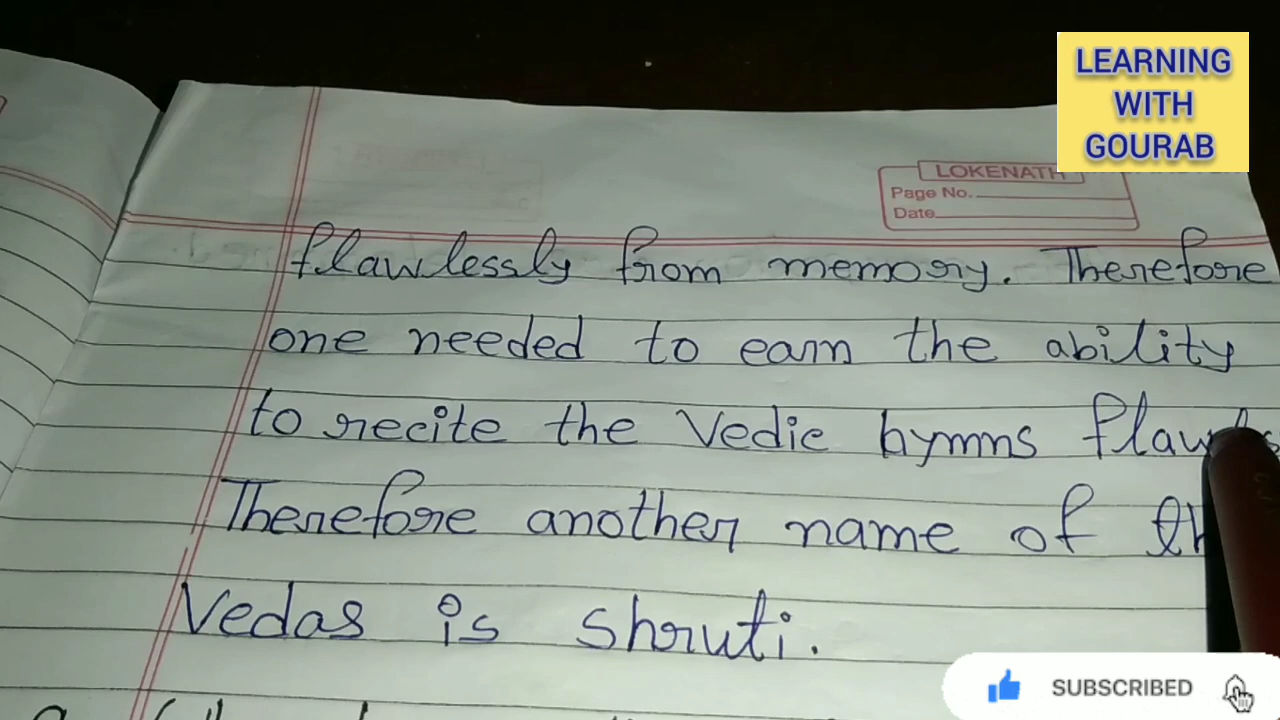 LEARNING
WITH
GOURAB
LOKENATH
Page No.
Date
flawlessly from memory. Therefore
one needed to earn the ability
to recite the Vedic hymns
Therefore another name of
Vedas is Shruti.
SUBSCRIBED